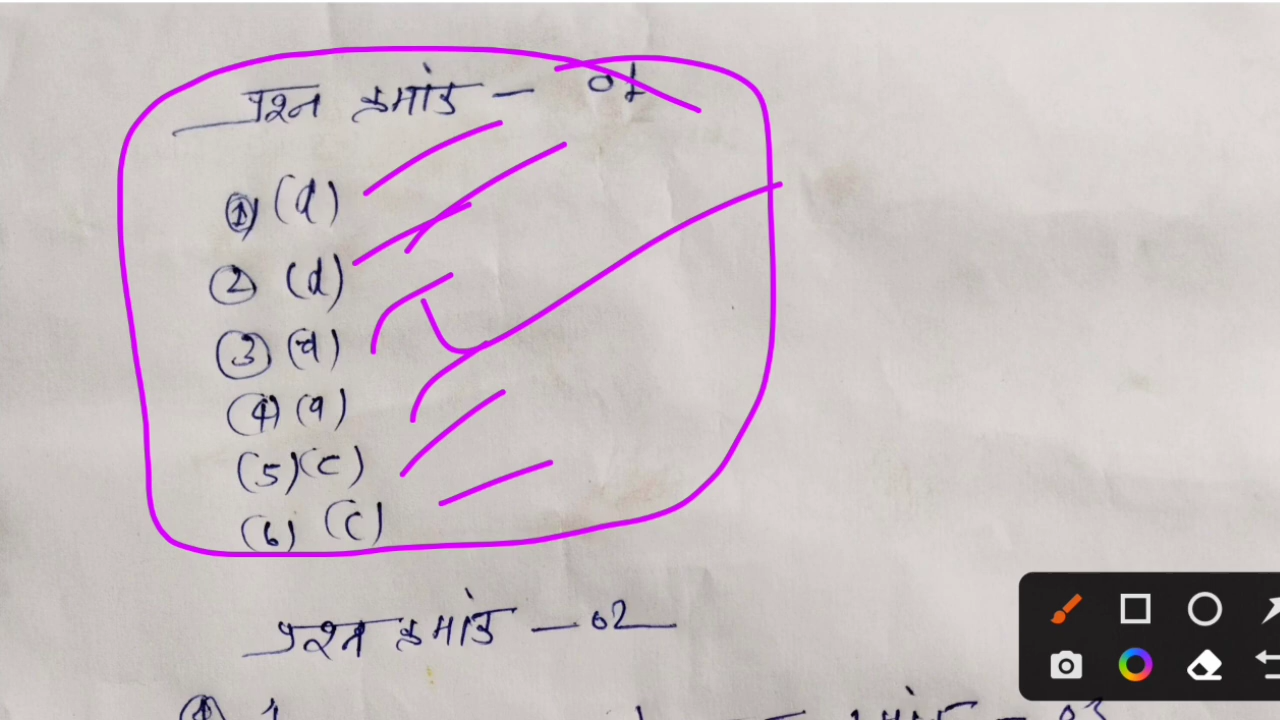 प्रश्न क्रमांक - 01
① (d)
② (d)
③ (a)
(4) (a)
(5) (c)
(6) (c)
प्रश्न क्रमांक - 02